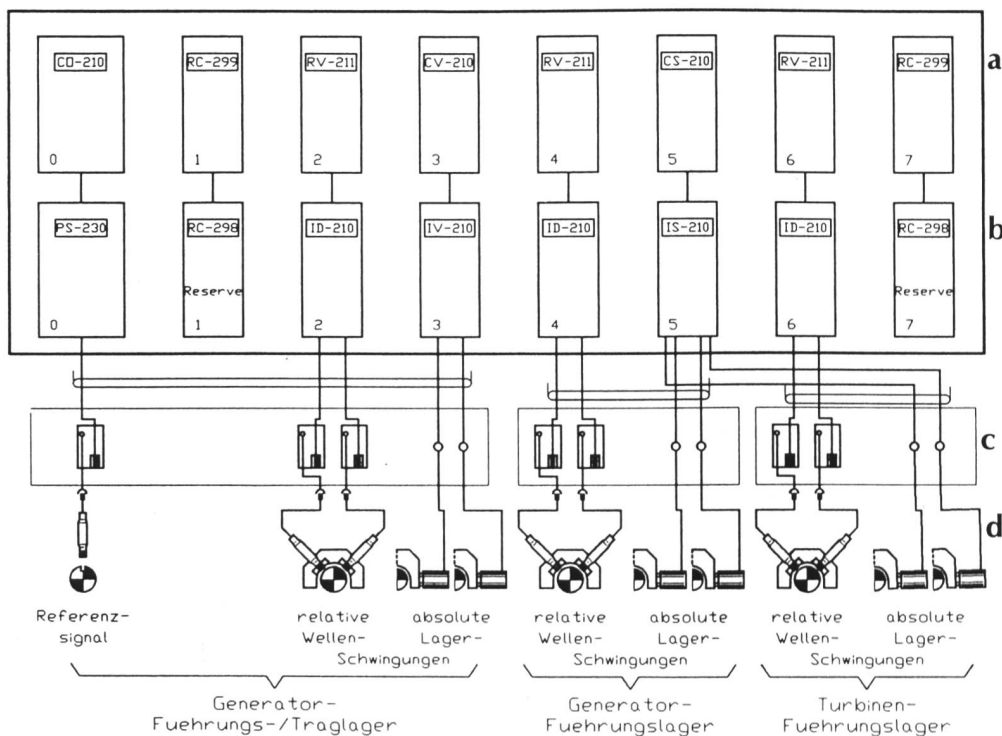 CD-210 RC-299 RV-211 CV-210 RV-211 CS-210 RV-211 RC-299 a
0 1 2 3 4 5 6 7
PS-230 RC-298 ID-210 IV-210 ID-210 IS-210 ID-210 RC-298 b
Reserve Reserve
0 1 2 3 4 5 6 7
c
d
Referenz- relative absolute relative absolute relative absolute
signal Wellen- Lager- Wellen- Lager- Wellen- Lager-
Schwingungen Schwingungen Schwingungen
Generator- Generator- Turbinen-
Fuehrungs-/Traglager Fuehrungslager Fuehrungslager